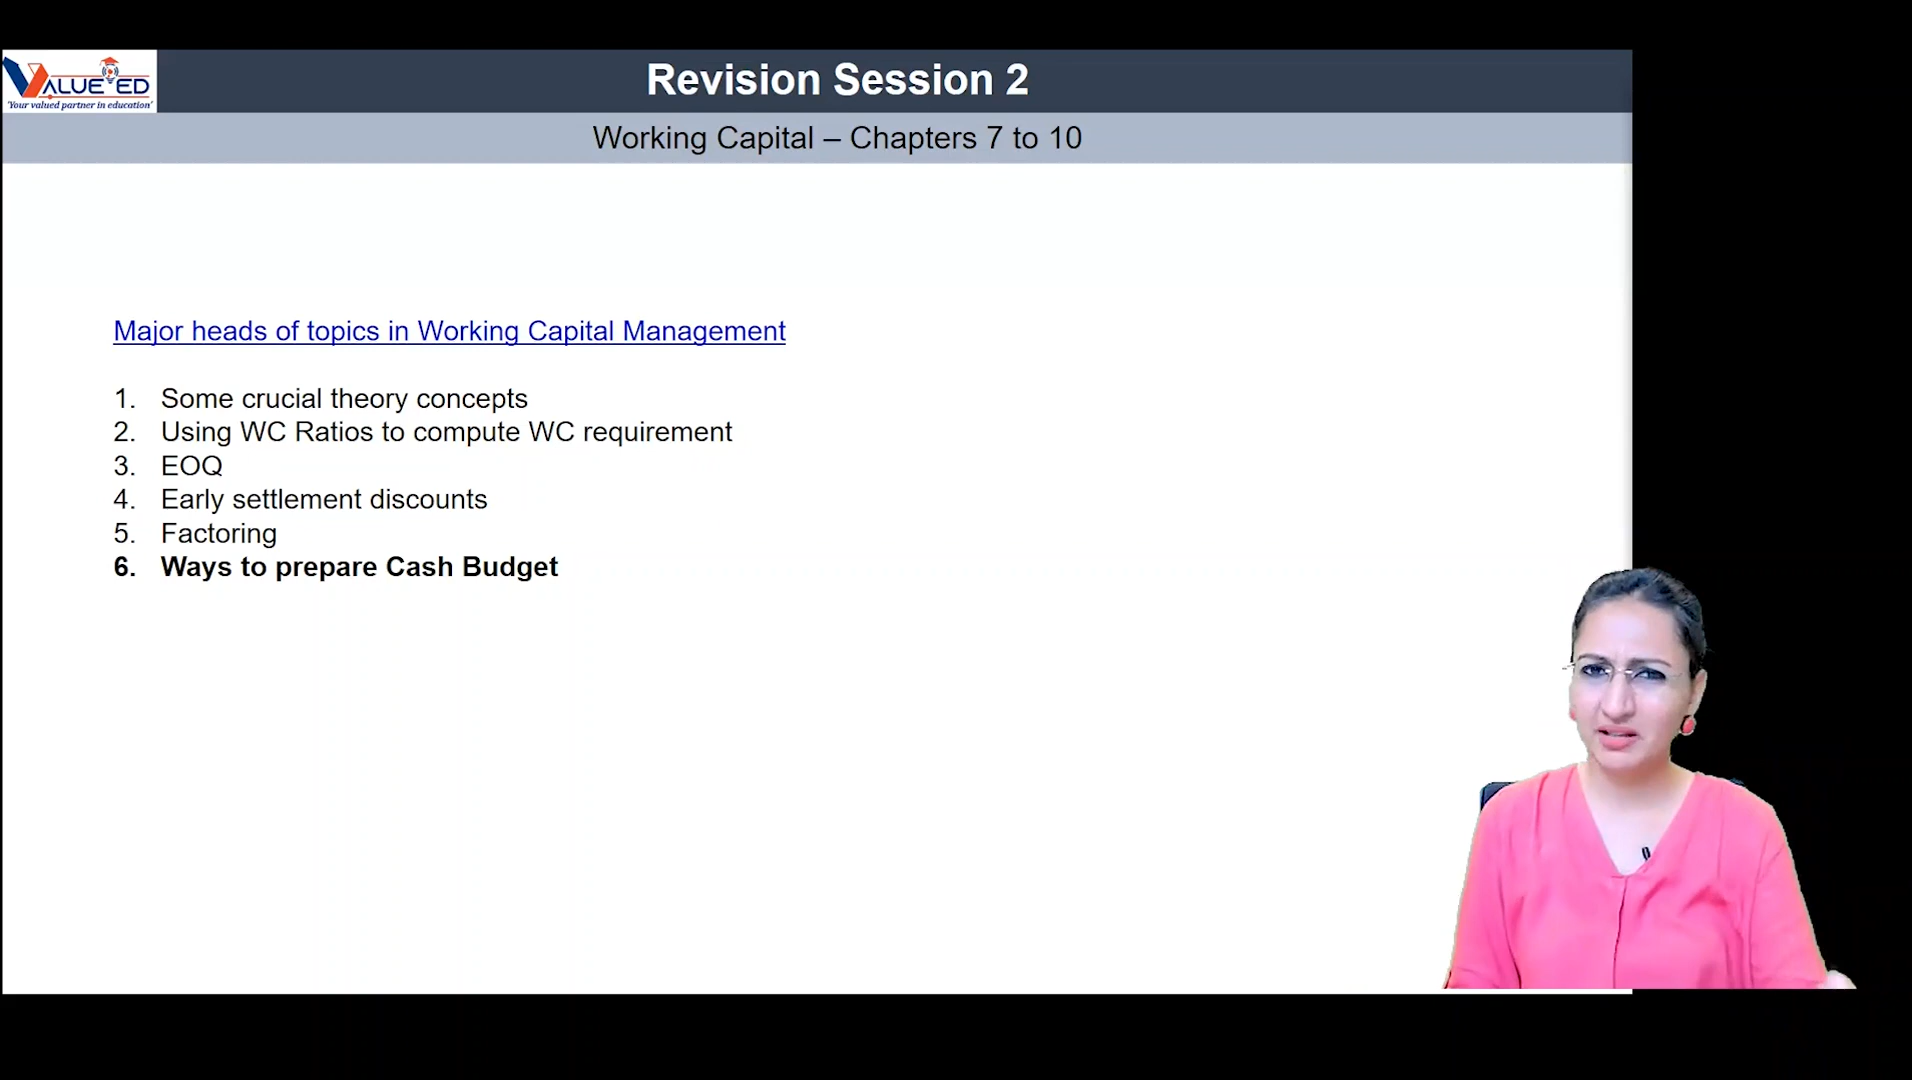 VALUE ED
'Your valued partner in education'
Revision Session 2
Working Capital – Chapters 7 to 10
Major heads of topics in Working Capital Management
1. Some crucial theory concepts
2. Using WC Ratios to compute WC requirement
3. EOQ
4. Early settlement discounts
5. Factoring
6. Ways to prepare Cash Budget